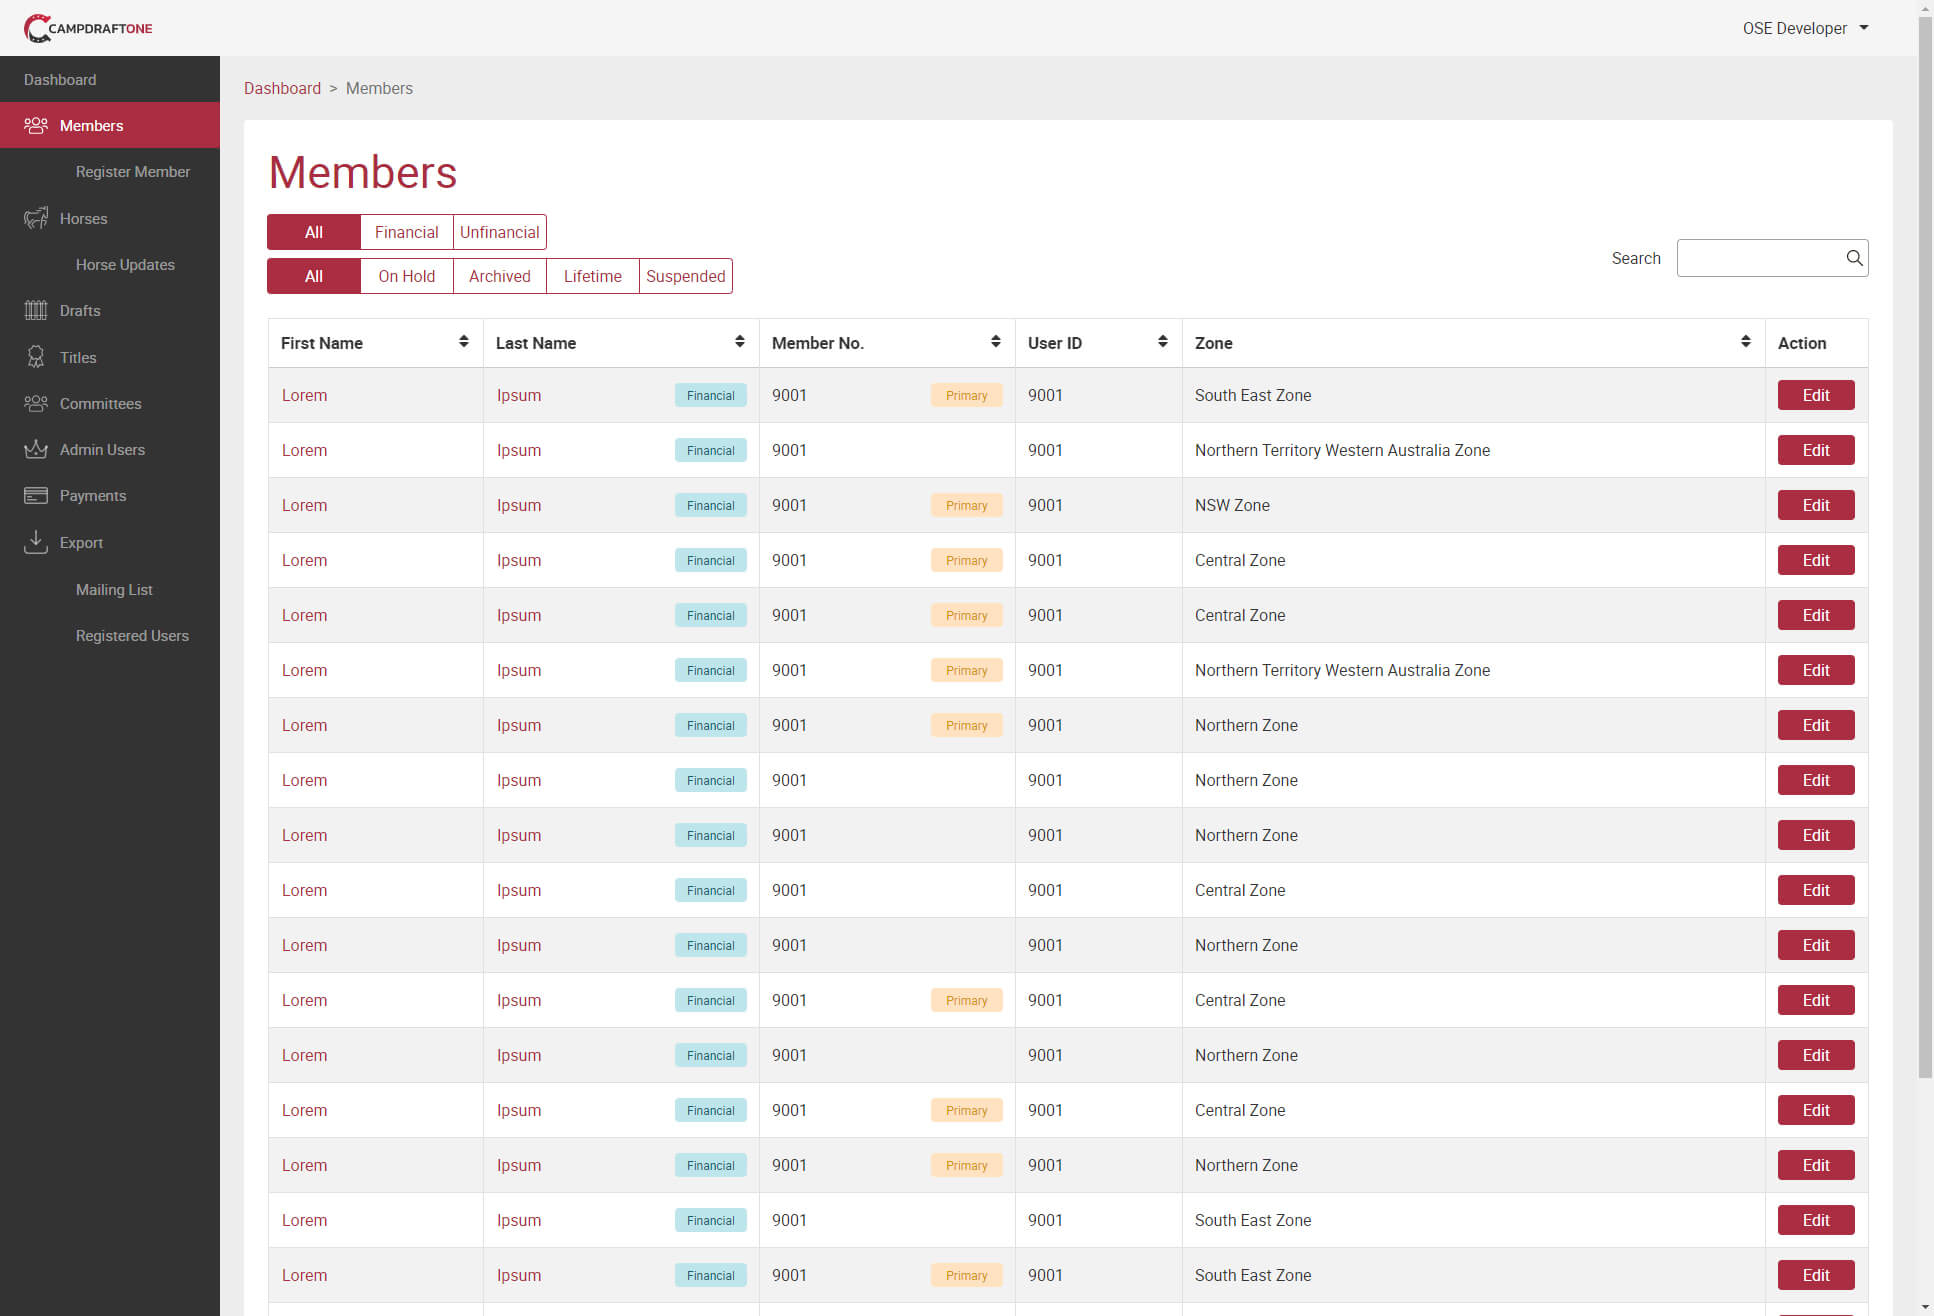 CAMPDRAFTONE
OSE Developer
Dashboard
Members
Register Member
Horses
Horse Updates
Drafts
Titles
Committees
Admin Users
Payments
Export
Mailing List
Registered Users
Dashboard > Members
Members
All Financial Unfinancial
All On Hold Archived Lifetime Suspended
Search
First Name Last Name Member No. User ID Zone Action
Lorem Ipsum Financial 9001 Primary 9001 South East Zone Edit
Lorem Ipsum Financial 9001 9001 Northern Territory Western Australia Zone Edit
Lorem Ipsum Financial 9001 Primary 9001 NSW Zone Edit
Lorem Ipsum Financial 9001 Primary 9001 Central Zone Edit
Lorem Ipsum Financial 9001 Primary 9001 Central Zone Edit
Lorem Ipsum Financial 9001 Primary 9001 Northern Territory Western Australia Zone Edit
Lorem Ipsum Financial 9001 Primary 9001 Northern Zone Edit
Lorem Ipsum Financial 9001 9001 Northern Zone Edit
Lorem Ipsum Financial 9001 9001 Northern Zone Edit
Lorem Ipsum Financial 9001 9001 Central Zone Edit
Lorem Ipsum Financial 9001 9001 Northern Zone Edit
Lorem Ipsum Financial 9001 Primary 9001 Central Zone Edit
Lorem Ipsum Financial 9001 9001 Northern Zone Edit
Lorem Ipsum Financial 9001 Primary 9001 Central Zone Edit
Lorem Ipsum Financial 9001 Primary 9001 Northern Zone Edit
Lorem Ipsum Financial 9001 9001 South East Zone Edit
Lorem Ipsum Financial 9001 Primary 9001 South East Zone Edit